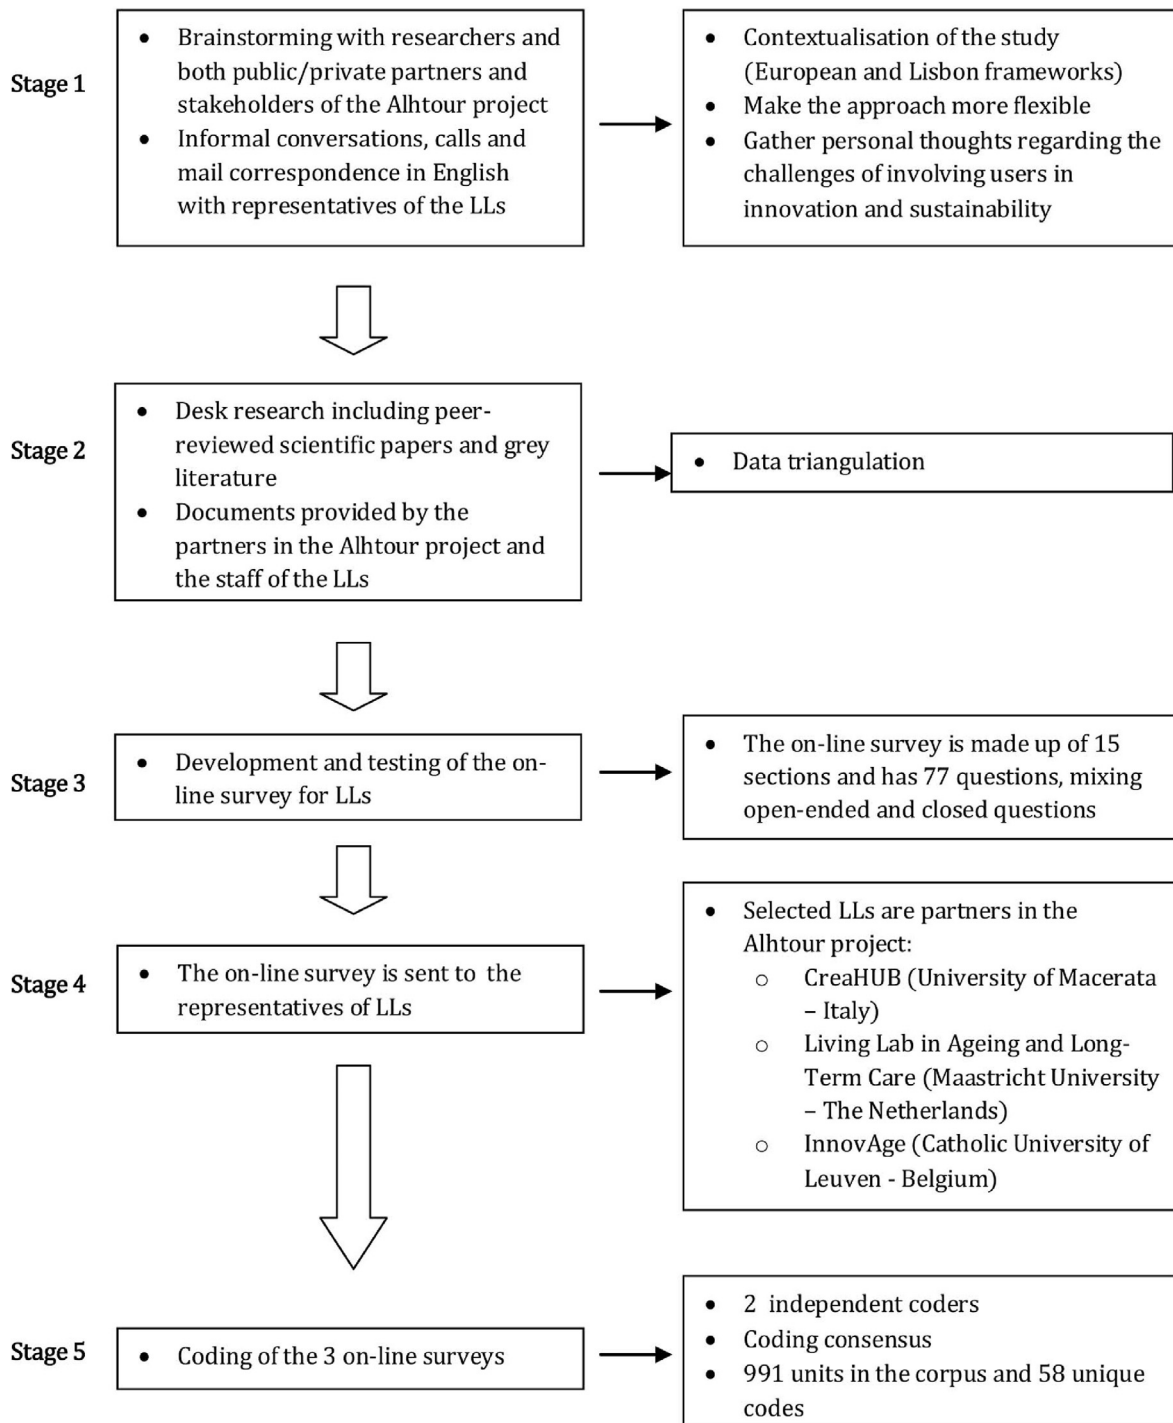 Stage 1
• Brainstorming with researchers and
both public/private partners and
stakeholders of the Alhtour project
• Informal conversations, calls and
mail correspondence in English
with representatives of the LLs
• Contextualisation of the study
(European and Lisbon frameworks)
• Make the approach more flexible
• Gather personal thoughts regarding the
challenges of involving users in
innovation and sustainability
Stage 2
• Desk research including peer-
reviewed scientific papers and grey
literature
• Documents provided by the
partners in the Alhtour project and
the staff of the LLs
• Data triangulation
Stage 3
• Development and testing of the on-
line survey for LLs
• The on-line survey is made up of 15
sections and has 77 questions, mixing
open-ended and closed questions
Stage 4
• The on-line survey is sent to the
representatives of LLs
• Selected LLs are partners in the
Alhtour project:
o CreaHUB (University of Macerata
– Italy)
o Living Lab in Ageing and Long-
Term Care (Maastricht University
– The Netherlands)
o InnovAge (Catholic University of
Leuven - Belgium)
Stage 5
• Coding of the 3 on-line surveys
• 2 independent coders
• Coding consensus
• 991 units in the corpus and 58 unique
codes